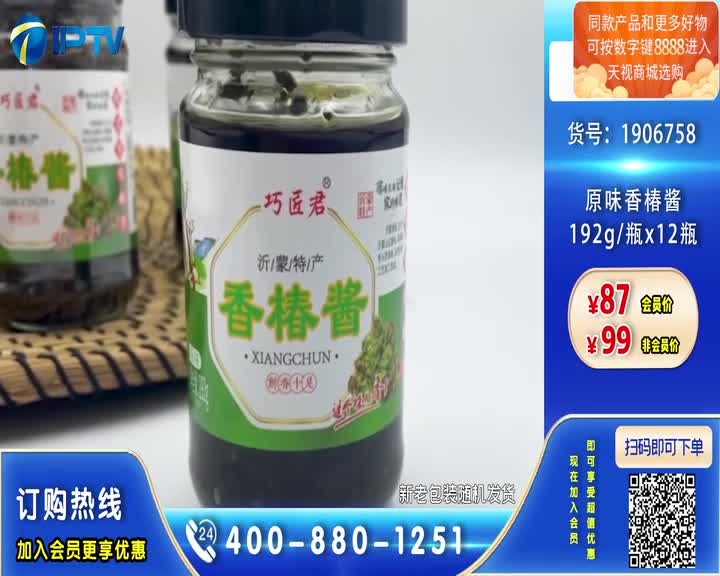 IPTV
同款产品和更多好物
可按数字键8888进入
天视商城选购
货号：1906758
原味香椿酱
192g/瓶x12瓶
¥87 会员价
¥99 非会员价
巧匠君
沂蒙特产
椿酱
巧匠君®
沂/蒙/特/产
香椿酱
·XIANGCHUN·
新老包装随机发货
订购热线
加入会员更享优惠
24
400-880-1251
现在加入会员
即可享受超值优惠
扫码即可下单